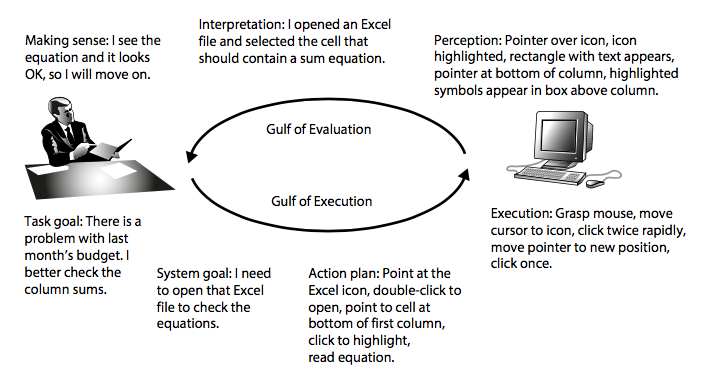 Making sense: I see the
equation and it looks
OK, so I will move on.
Interpretation: I opened an Excel
file and selected the cell that
should contain a sum equation.
Perception: Pointer over icon, icon
highlighted, rectangle with text appears,
pointer at bottom of column, highlighted
symbols appear in box above column.
Gulf of Evaluation
Gulf of Execution
Task goal: There is a
problem with last
month’s budget. I
better check the
column sums.
System goal: I need
to open that Excel
file to check the
equations.
Action plan: Point at the
Excel icon, double-click to
open, point to cell at
bottom of first column,
click to highlight,
read equation.
Execution: Grasp mouse, move
cursor to icon, click twice rapidly,
move pointer to new position,
click once.